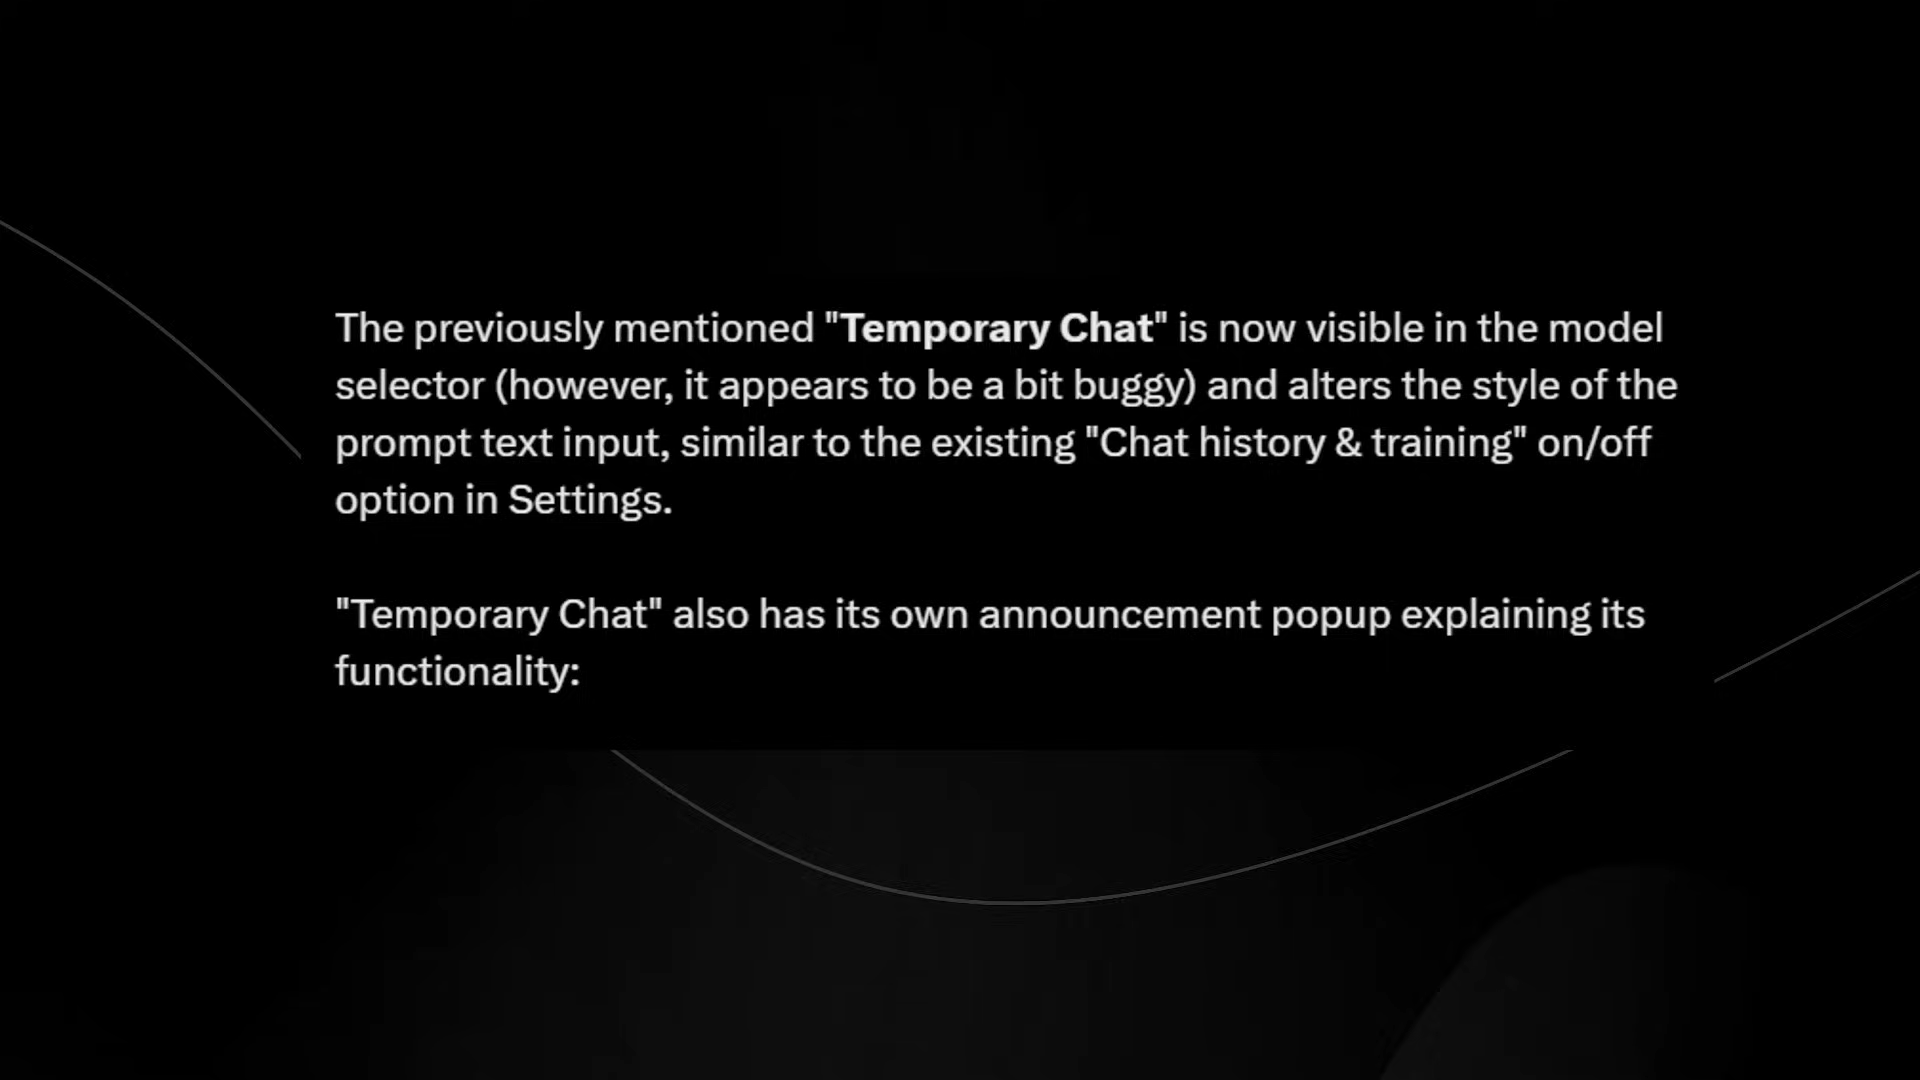 The previously mentioned "Temporary Chat" is now visible in the model
selector (however, it appears to be a bit buggy) and alters the style of the
prompt text input, similar to the existing "Chat history & training" on/off
option in Settings.
"Temporary Chat" also has its own announcement popup explaining its
functionality: